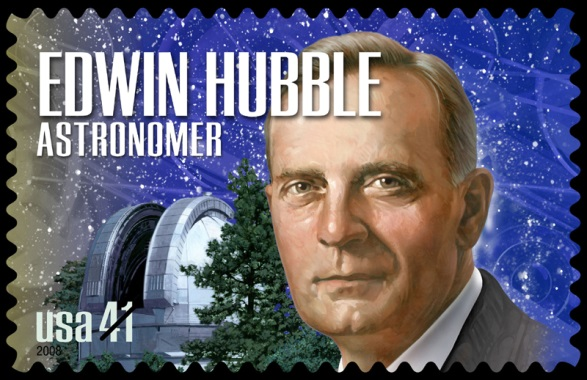 EDWIN HUBBLE
ASTRONOMER
usa 41
2008